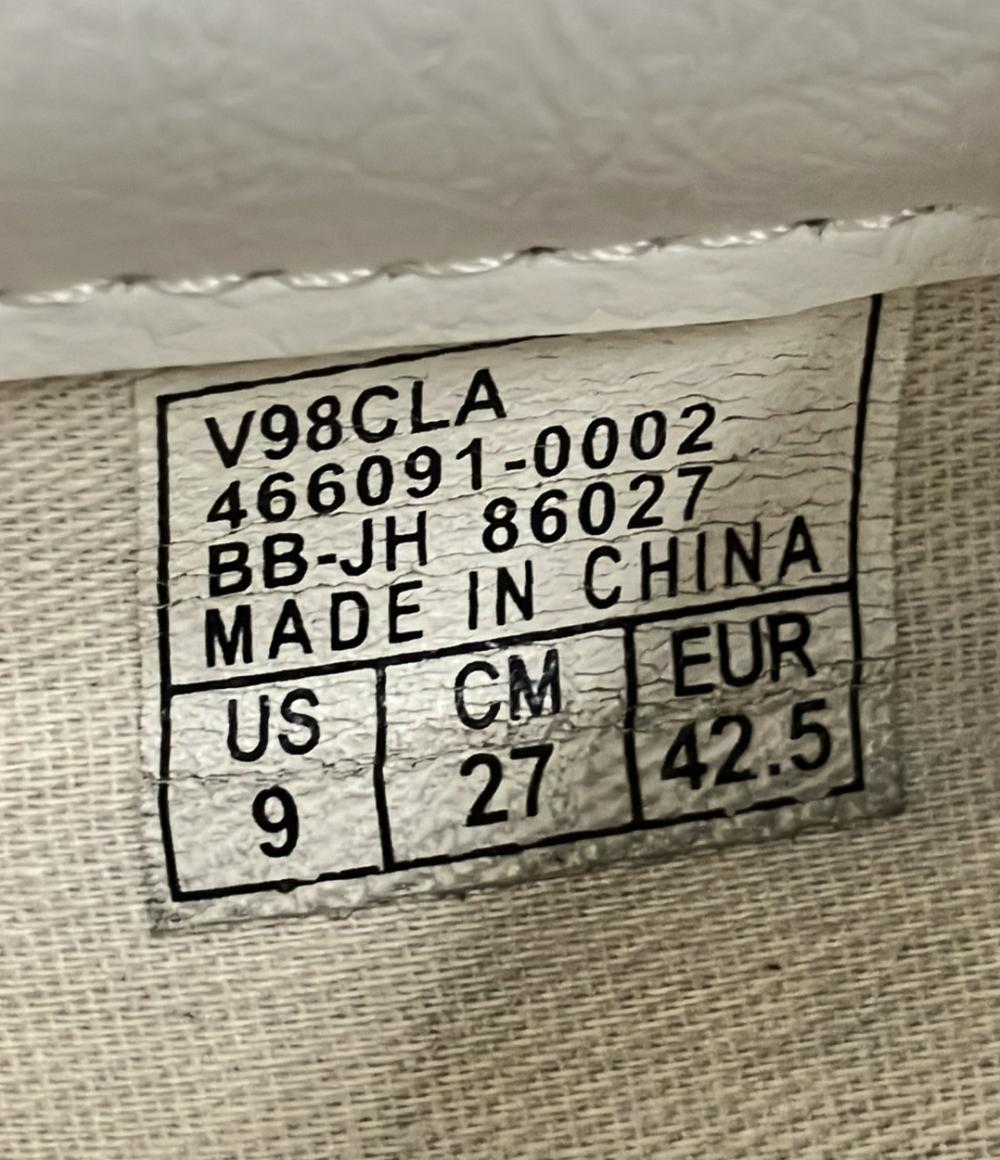 V98CLA
466091-0002
BB-JH 86027
MADE IN CHINA
US CM EUR
9 27 42.5